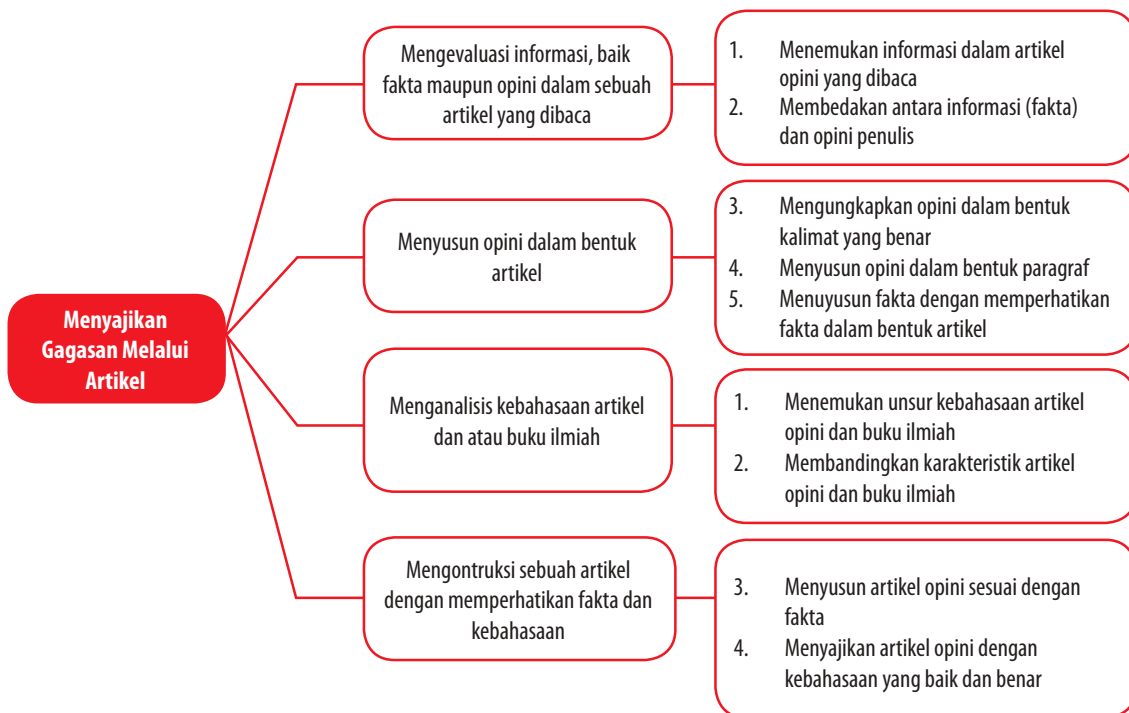 Menyajikan
Gagasan Melalui
Artikel
Mengevaluasi informasi, baik
fakta maupun opini dalam sebuah
artikel yang dibaca
1. Menemukan informasi dalam artikel
opini yang dibaca
2. Membedakan antara informasi (fakta)
dan opini penulis
Menyusun opini dalam bentuk
artikel
3. Mengungkapkan opini dalam bentuk
kalimat yang benar
4. Menyusun opini dalam bentuk paragraf
5. Menuyusun fakta dengan memperhatikan
fakta dalam bentuk artikel
Menganalisis kebahasaan artikel
dan atau buku ilmiah
1. Menemukan unsur kebahasaan artikel
opini dan buku ilmiah
2. Membandingkan karakteristik artikel
opini dan buku ilmiah
Mengontruksi sebuah artikel
dengan memperhatikan fakta dan
kebahasaan
3. Menyusun artikel opini sesuai dengan
fakta
4. Menyajikan artikel opini dengan
kebahasaan yang baik dan benar